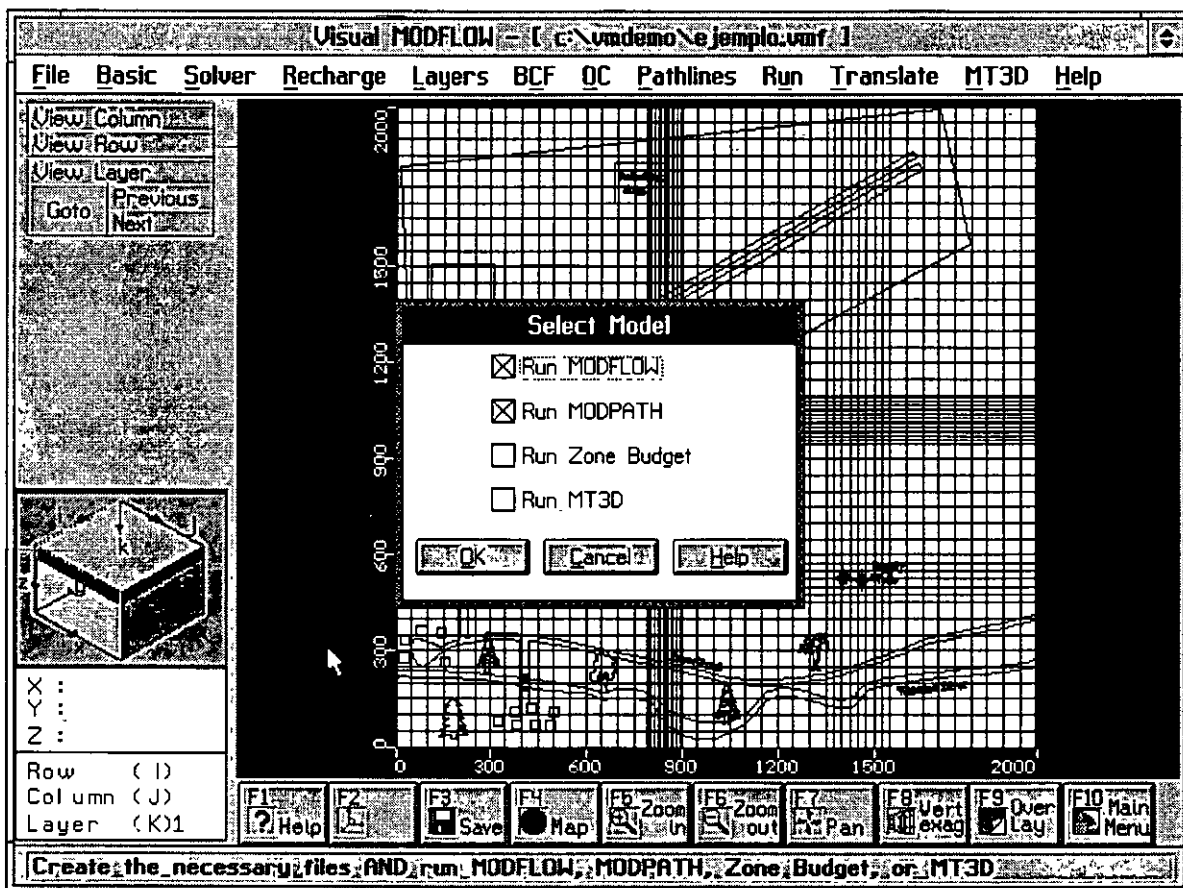 Visual MODFLOW - [ c:\vmdemo\ejemplo.vmf ]
File Basic Solver Recharge Layers BCF OC Pathlines Run Translate MT3D Help
View Column
View Row
View Layer
Goto Previous
Next
2000
1500
1200
900
600
300
0
Select Model
Run MODFLOW
Run MODPATH
Run Zone Budget
Run MT3D
OK Cancel Help
X :
Y :
Z :
Row (I)
Column (J)
Layer (K)1
0 300 600 900 1200 1500 2000
F1 Help F2 F3 Save F4 Map F5 Zoom In F6 Zoom out F7 Pan F8 Vert exag F9 Over Lay F10 Main Menu
Create the necessary files AND run MODFLOW, MODPATH, Zone Budget, or MT3D